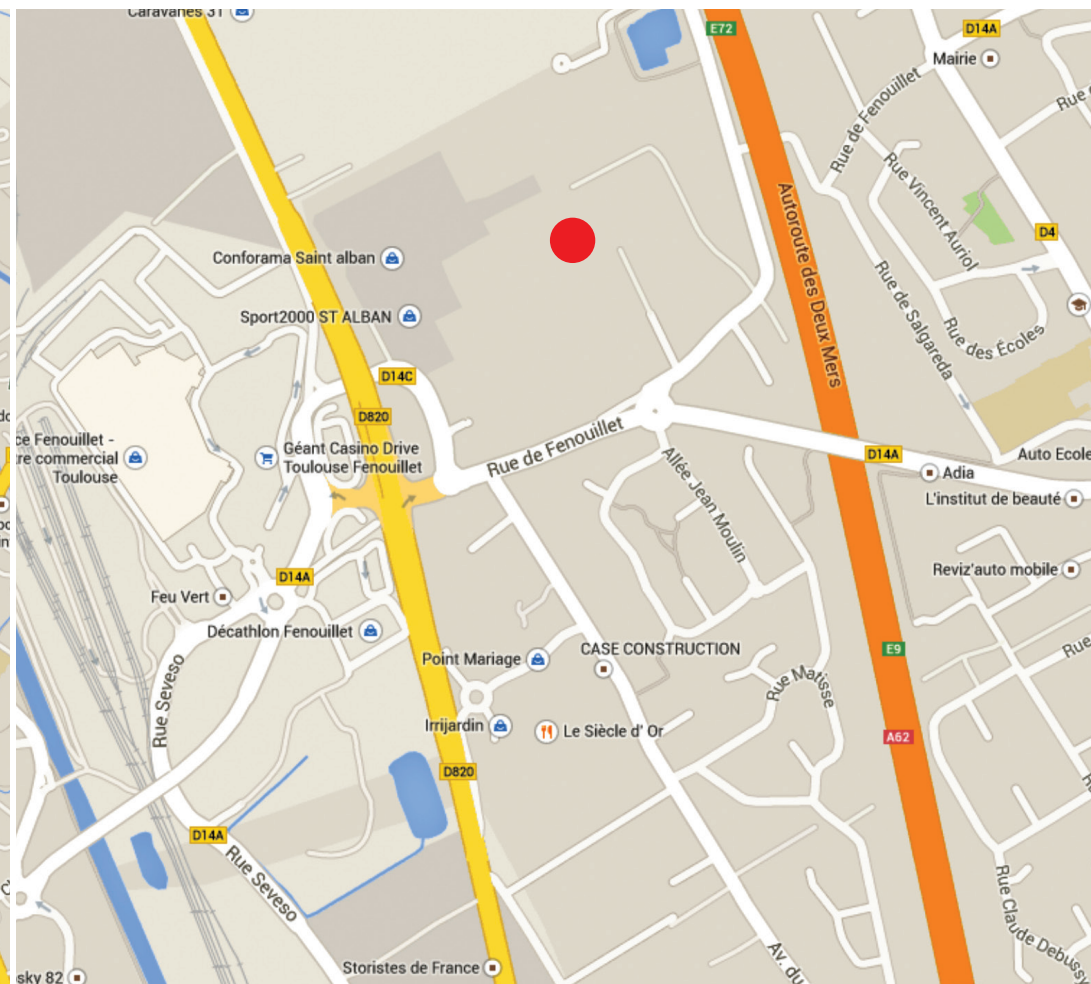 Caravanes 31
E72
D14A
Mairie
Rue de Fenouillet
Rue
Rue Vincent Auriol
D4
Autoroute des Deux Mers
Conforama Saint alban
Rue de Salgareda
Sport2000 ST ALBAN
Rue des Écoles
D14C
D820
Rue de Fenouillet
ce Fenouillet -
tre commercial
Toulouse
Géant Casino Drive
Toulouse Fenouillet
Allée Jean Moulin
D14A
Auto Ecole
Adia
L'institut de beauté
D14A
Feu Vert
Reviz'auto mobile
Décathlon Fenouillet
CASE CONSTRUCTION
Point Mariage
E9
Rue
Rue Seveso
Rue Matisse
Irrijardin
Le Siècle d' Or
A62
D820
D14A
Rue Seveso
Rue Claude Debussy
Av. du
Storistes de France
sky 82